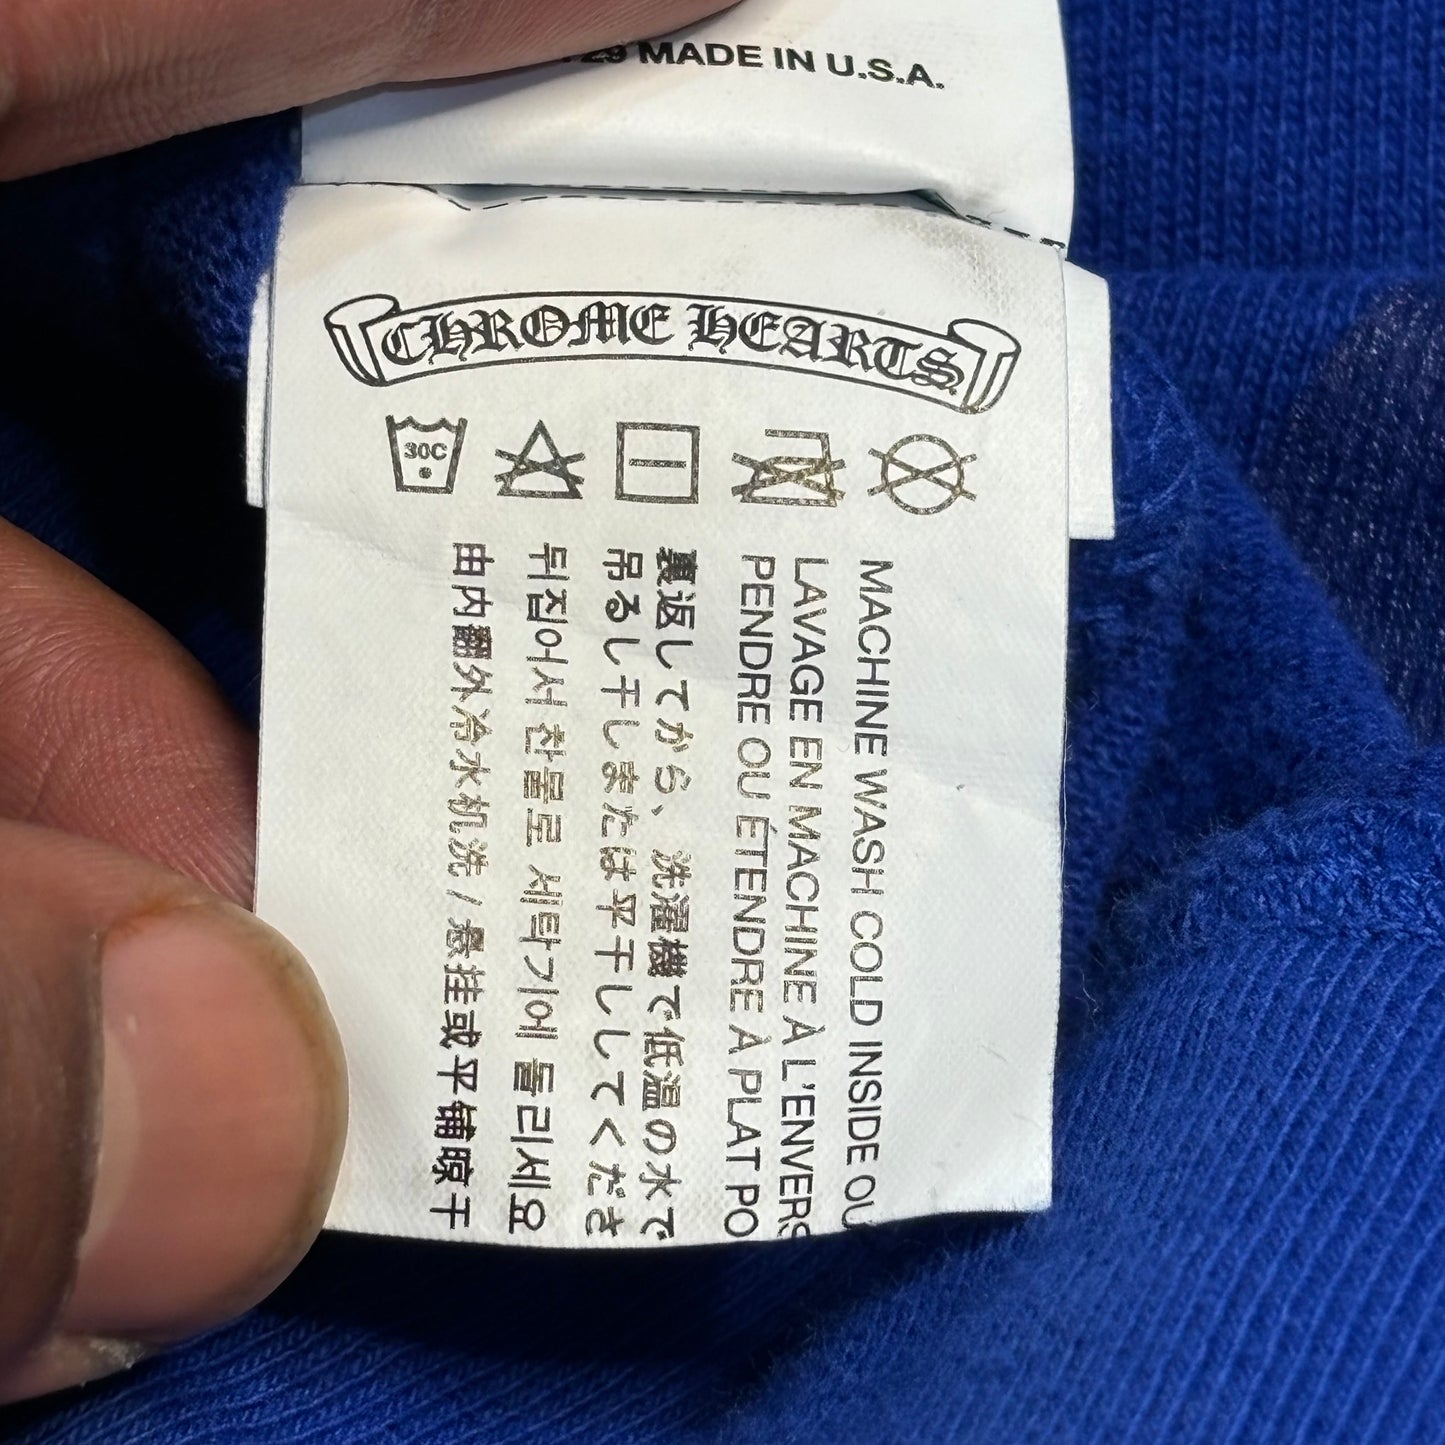 MADE IN U.S.A.
CHROME HEARTS
30C
MACHINE WASH COLD INSIDE OU
LAVAGE EN MACHINE À L'ENVERS
PENDRE OU ÉTENDRE À PLAT PO
裏返してから、洗濯機で低温の水で
吊るし干しまたは平干ししてくださ
뒤집어서 찬물로 세탁기에 돌리세요
由内翻外冷水机洗 / 悬挂或平铺晾干